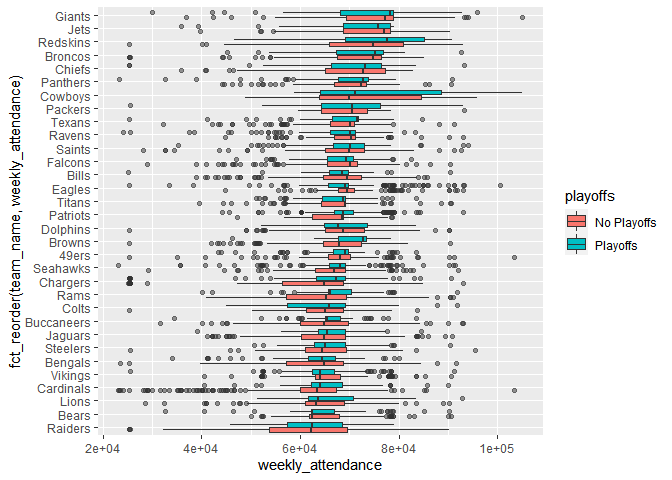 fct_reorder(team_name, weekly_attendance)
Giants
Jets
Redskins
Broncos
Chiefs
Panthers
Cowboys
Packers
Texans
Ravens
Saints
Falcons
Bills
Eagles
Titans
Patriots
Dolphins
Browns
49ers
Seahawks
Chargers
Rams
Colts
Buccaneers
Jaguars
Steelers
Bengals
Vikings
Cardinals
Lions
Bears
Raiders
2e+04 4e+04 6e+04 8e+04 1e+05
weekly_attendance
playoffs
No Playoffs
Playoffs